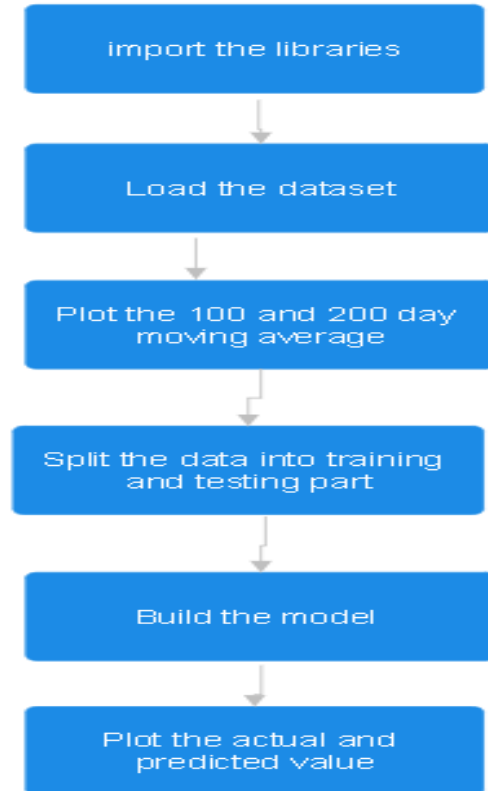 import the libraries
Load the dataset
Plot the 100 and 200 day
moving average
Split the data into training
and testing part
Build the model
Plot the actual and
predicted value